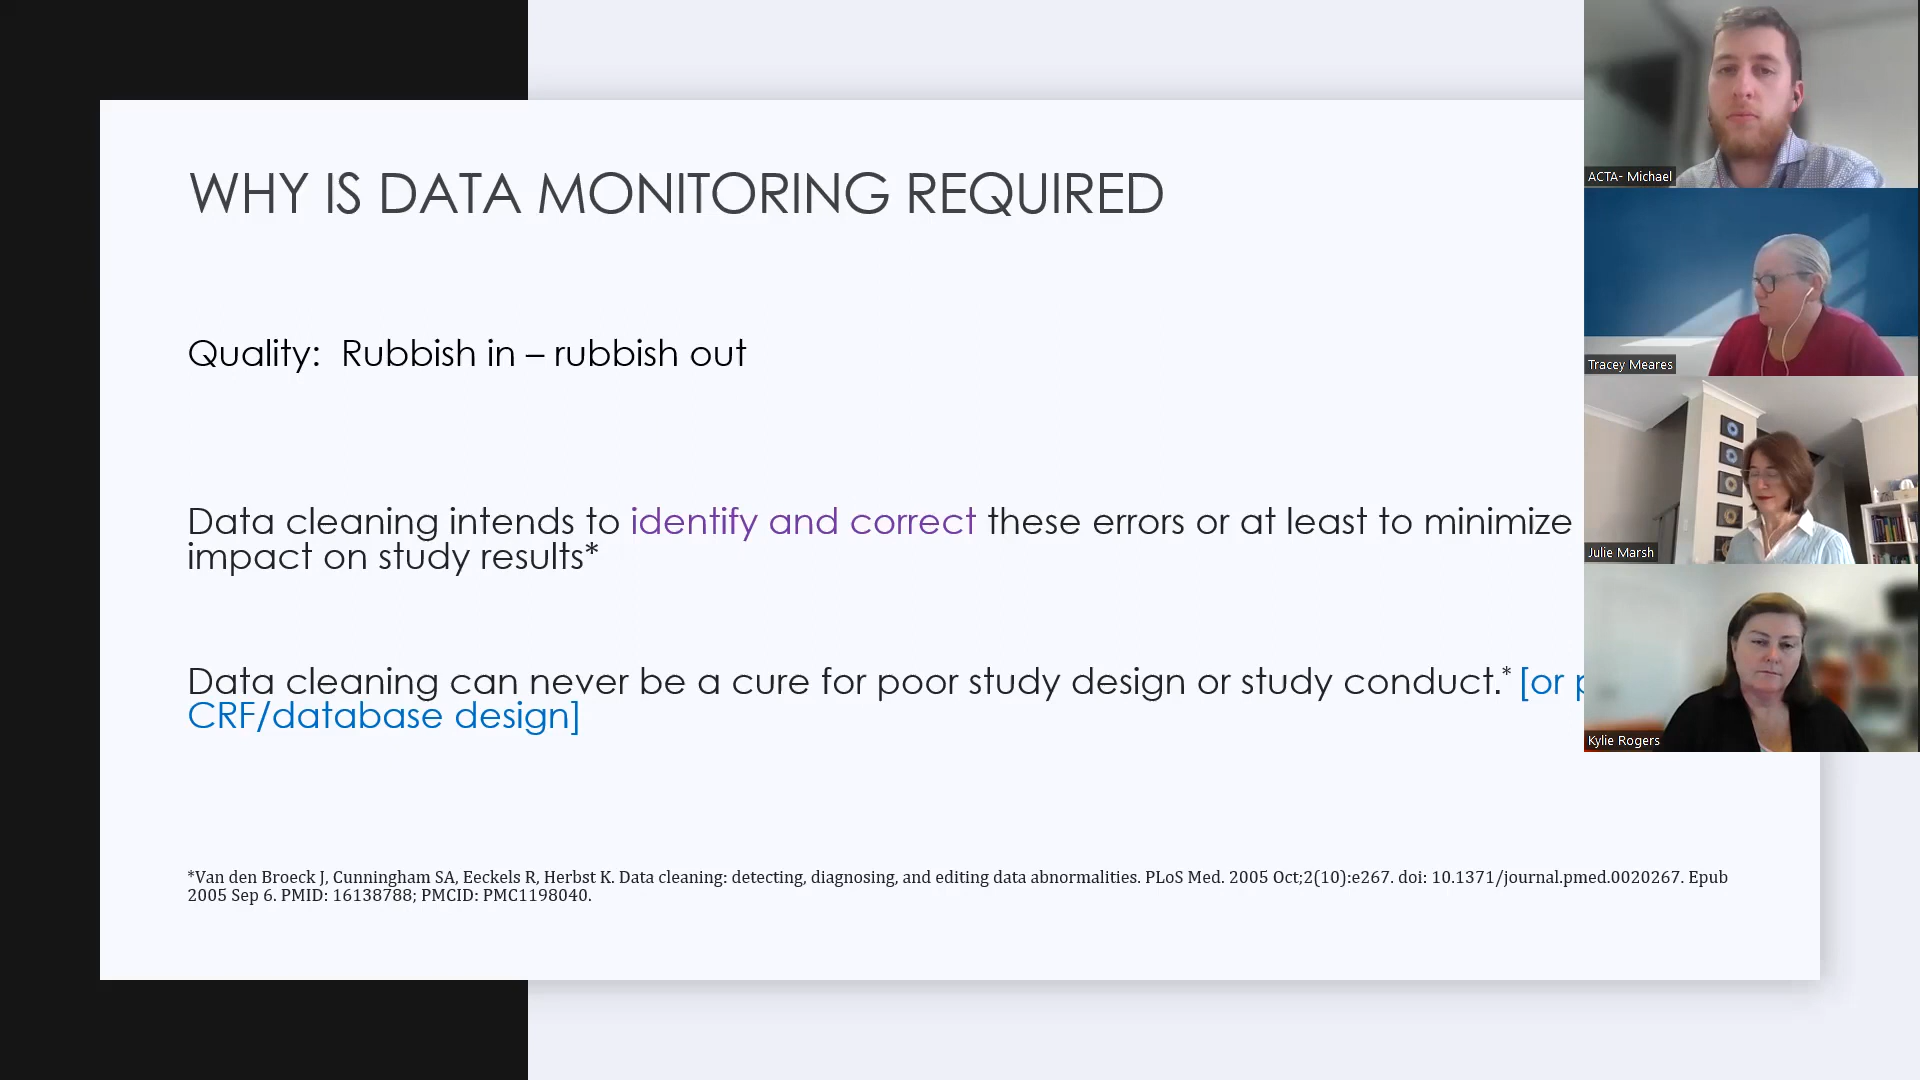 WHY IS DATA MONITORING REQUIRED
Quality: Rubbish in – rubbish out
Data cleaning intends to identify and correct these errors or at least to minimize
impact on study results*
Data cleaning can never be a cure for poor study design or study conduct.* [or
CRF/database design]
*Van den Broeck J, Cunningham SA, Eeckels R, Herbst K. Data cleaning: detecting, diagnosing, and editing data abnormalities. PLoS Med. 2005 Oct;2(10):e267. doi: 10.1371/journal.pmed.0020267. Epub
2005 Sep 6. PMID: 16138788; PMCID: PMC1198040.
ACTA- Michael
Tracey Meares
Julie Marsh
Kylie Rogers